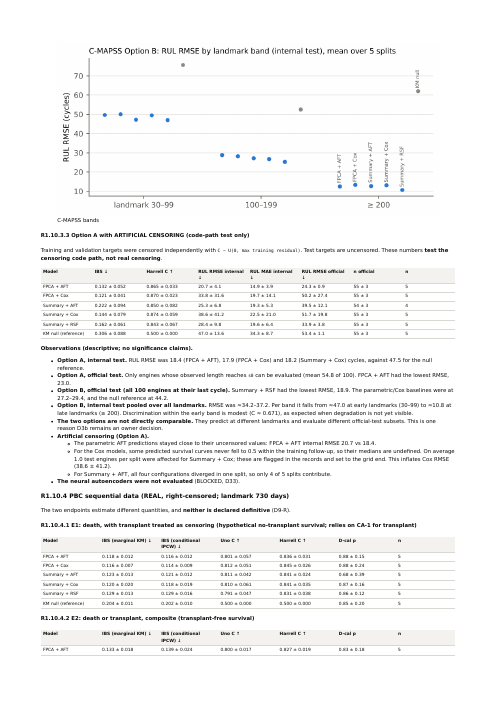 C-MAPSS Option B: RUL RMSE by landmark band (internal test), mean over 5 splits
RUL RMSE (cycles)
70
60
50
40
30
20
10
KM null
FPCA + AFT
FPCA + Cox
Summary + AFT
Summary + Cox
Summary + RSF
landmark 30–99
100–199
≥ 200
C-MAPSS bands
R1.10.3.3 Option A with ARTIFICIAL CENSORING (code-path test only)
Training and validation targets were censored independently with C ~ U(0, max training residual). Test targets are uncensored. These numbers test the
censoring code path, not real censoring.
Model IBS ↓ Harrell C ↑ RUL RMSE internal ↓ RUL MAE internal ↓ RUL RMSE official ↓ n official n
FPCA + AFT 0.132 ± 0.052 0.865 ± 0.033 20.7 ± 4.1 14.9 ± 3.9 24.3 ± 0.9 55 ± 3 5
FPCA + Cox 0.121 ± 0.041 0.870 ± 0.023 33.8 ± 31.6 19.7 ± 14.1 50.2 ± 27.4 55 ± 3 5
Summary + AFT 0.222 ± 0.094 0.850 ± 0.082 25.3 ± 6.8 19.3 ± 5.3 39.5 ± 12.9 54 ± 3 4
Summary + Cox 0.144 ± 0.079 0.874 ± 0.059 38.6 ± 41.2 22.5 ± 21.0 51.7 ± 19.8 55 ± 3 5
Summary + RSF 0.162 ± 0.061 0.843 ± 0.067 26.4 ± 9.8 19.6 ± 6.4 33.9 ± 3.8 55 ± 3 5
KM null (reference) 0.306 ± 0.088 0.500 ± 0.000 47.0 ± 13.6 34.3 ± 8.7 47.1 ± 7.7 55 ± 3 5
Observations (descriptive; no significance claims).
Option A, internal test. RUL RMSE was 18.4 (FPCA + AFT), 17.9 (FPCA + Cox) and 18.2 (Summary + Cox) cycles, against 47.5 for the null
reference.
Option A, official test. Only engines whose observed length reaches can be evaluated (mean 54.8 of 100). FPCA + AFT had the lowest RMSE,
23.0.
Option B, official test (all 100 engines at their last cycle). Summary + RSF had the lowest RMSE, 18.9. The parametric/Cox baselines were at
27.2–29.4, and the null reference at 44.2.
Option B, internal test pooled over all landmarks. RMSE ≈34.2–37.2. Per band it falls from ≈47.0 at early landmarks (30–99) to ≈10.8 at
late landmarks (≥ 200). Discrimination within the early band is modest (C ≈ 0.671), as expected when degradation is not yet visible.
The two options are not directly comparable. They predict at different landmarks and evaluate different official-test subsets. This is one
reason D3b remains an owner decision.
Artificial censoring (Option A).
The parametric AFT predictions stayed close to their uncensored values: FPCA + AFT internal RMSE 20.7 vs 18.4.
For the Cox models, some predicted survival curves never fell to 0.5 within the training follow-up, so their medians are undefined. On average
1.0 test engines per split was affected for Summary + Cox; these are flagged in the records and set to the grid end. This inflates Cox RMSE
(38.6 ± 41.2).
For Summary + AFT, all four configurations diverged in one split, so only 4 of 5 splits contribute.
The neural autoencoders were not evaluated (BLOCKED, D33).
R1.10.4 PBC sequential data (REAL, right-censored; landmark 730 days)
The two endpoints estimate different quantities, and neither is declared definitive (D9-R).
R1.10.4.1 E1: death, with transplant treated as censoring (hypothetical no-transplant survival; relies on CA-1 for transplant)
Model IBS (marginal KM) ↓ IBS (conditional IPCW) ↓ Uno C ↑ Harrell C ↑ D-cal p n
FPCA + AFT 0.118 ± 0.012 0.116 ± 0.012 0.801 ± 0.057 0.836 ± 0.031 0.88 ± 0.15 5
FPCA + Cox 0.116 ± 0.007 0.114 ± 0.009 0.812 ± 0.051 0.845 ± 0.026 0.88 ± 0.24 5
Summary + AFT 0.123 ± 0.013 0.121 ± 0.012 0.811 ± 0.042 0.841 ± 0.024 0.68 ± 0.39 5
Summary + Cox 0.120 ± 0.020 0.118 ± 0.019 0.810 ± 0.061 0.841 ± 0.035 0.87 ± 0.16 5
Summary + RSF 0.129 ± 0.013 0.129 ± 0.016 0.791 ± 0.047 0.831 ± 0.038 0.86 ± 0.12 5
KM null (reference) 0.204 ± 0.011 0.202 ± 0.010 0.500 ± 0.000 0.500 ± 0.000 0.85 ± 0.20 5
R1.10.4.2 E2: death or transplant, composite (transplant-free survival)
Model IBS (marginal KM) ↓ IBS (conditional IPCW) ↓ Uno C ↑ Harrell C ↑ D-cal p n
FPCA + AFT 0.133 ± 0.018 0.139 ± 0.024 0.800 ± 0.017 0.827 ± 0.019 0.83 ± 0.18 5